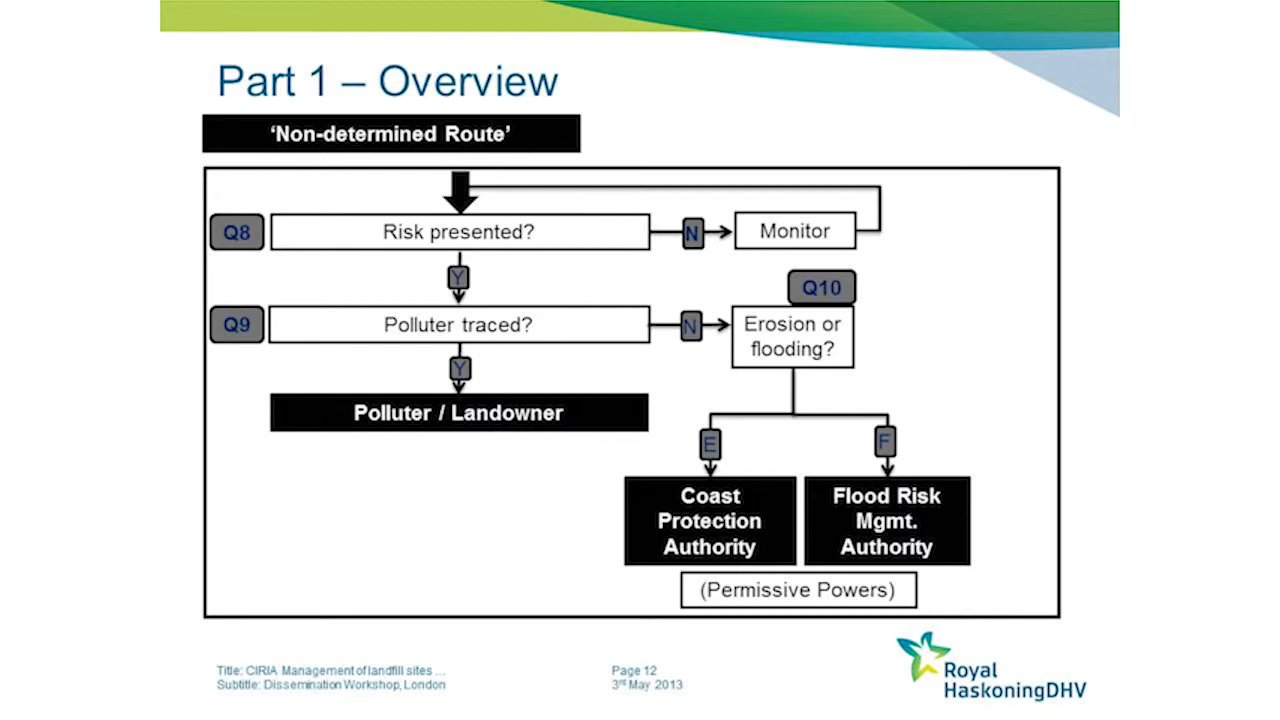 Part 1 – Overview
‘Non-determined Route’
Q8
Risk presented?
N
Monitor
Y
Q10
Q9
Polluter traced?
N
Erosion or
flooding?
Y
Polluter / Landowner
E
F
Coast
Protection
Authority
Flood Risk
Mgmt.
Authority
(Permissive Powers)
Title: CIRIA Management of landfill sites ...
Subtitle: Dissemination Workshop, London
Page 12
3rd May 2013
Royal
HaskoningDHV